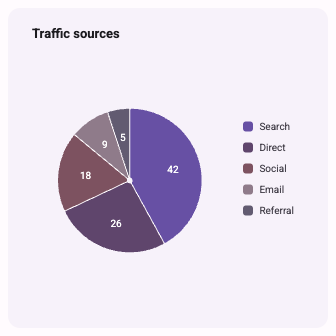 Traffic sources
5
9
42
18
26
Search
Direct
Social
Email
Referral